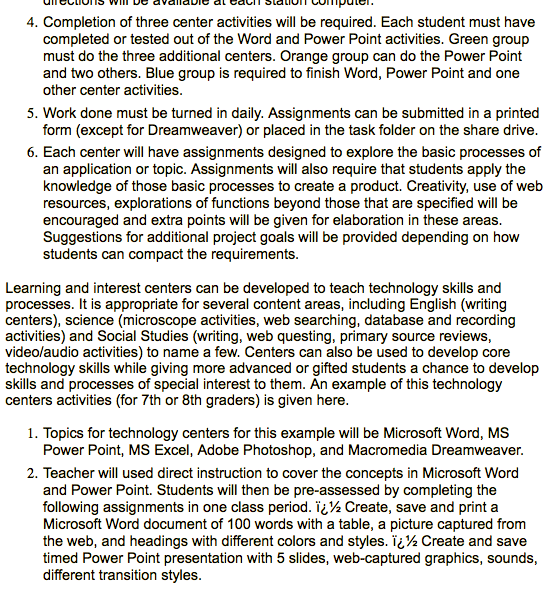 directions will be available at each station computer.
4. Completion of three center activities will be required. Each student must have
completed or tested out of the Word and Power Point activities. Green group
must do the three additional centers. Orange group can do the Power Point
and two others. Blue group is required to finish Word, Power Point and one
other center activities.
5. Work done must be turned in daily. Assignments can be submitted in a printed
form (except for Dreamweaver) or placed in the task folder on the share drive.
6. Each center will have assignments designed to explore the basic processes of
an application or topic. Assignments will also require that students apply the
knowledge of those basic processes to create a product. Creativity, use of web
resources, explorations of functions beyond those that are specified will be
encouraged and extra points will be given for elaboration in these areas.
Suggestions for additional project goals will be provided depending on how
students can compact the requirements.
Learning and interest centers can be developed to teach technology skills and
processes. It is appropriate for several content areas, including English (writing
centers), science (microscope activities, web searching, database and recording
activities) and Social Studies (writing, web questing, primary source reviews,
video/audio activities) to name a few. Centers can also be used to develop core
technology skills while giving more advanced or gifted students a chance to develop
skills and processes of special interest to them. An example of this technology
centers activities (for 7th or 8th graders) is given here.
1. Topics for technology centers for this example will be Microsoft Word, MS
Power Point, MS Excel, Adobe Photoshop, and Macromedia Dreamweaver.
2. Teacher will used direct instruction to cover the concepts in Microsoft Word
and Power Point. Students will then be pre-assessed by completing the
following assignments in one class period. ï¿½ Create, save and print a
Microsoft Word document of 100 words with a table, a picture captured from
the web, and headings with different colors and styles. ï¿½ Create and save
timed Power Point presentation with 5 slides, web-captured graphics, sounds,
different transition styles.